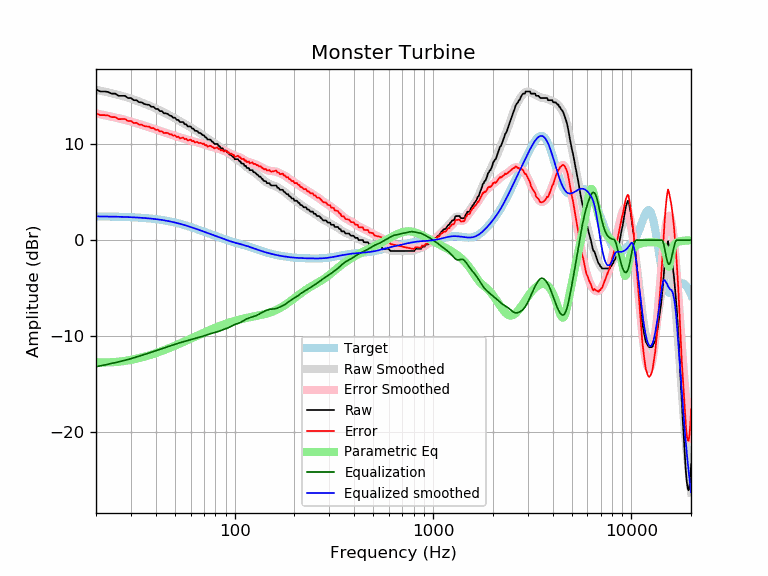 Monster Turbine
Amplitude (dBr)
10
0
−10
−20
100
1000
10000
Frequency (Hz)
Target
Raw Smoothed
Error Smoothed
Raw
Error
Parametric Eq
Equalization
Equalized smoothed